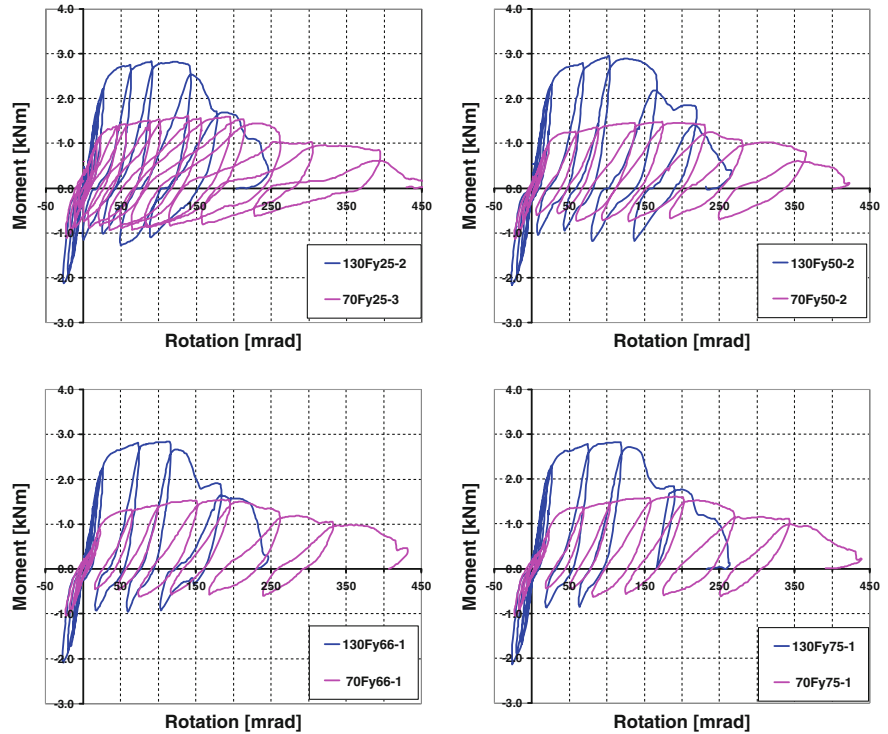 4.0
3.0
2.0
1.0
0.0
-1.0
-2.0
-3.0
-50 50 150 250 350 450
Moment [kNm]
Rotation [mrad]
130Fy25-2
70Fy25-3
4.0
3.0
2.0
1.0
0.0
-1.0
-2.0
-3.0
-50 50 150 250 350 450
Moment [kNm]
Rotation [mrad]
130Fy50-2
70Fy50-2
4.0
3.0
2.0
1.0
0.0
-1.0
-2.0
-3.0
-50 50 150 250 350 450
Moment [kNm]
Rotation [mrad]
130Fy66-1
70Fy66-1
4.0
3.0
2.0
1.0
0.0
-1.0
-2.0
-3.0
-50 50 150 250 350 450
Moment [kNm]
Rotation [mrad]
130Fy75-1
70Fy75-1